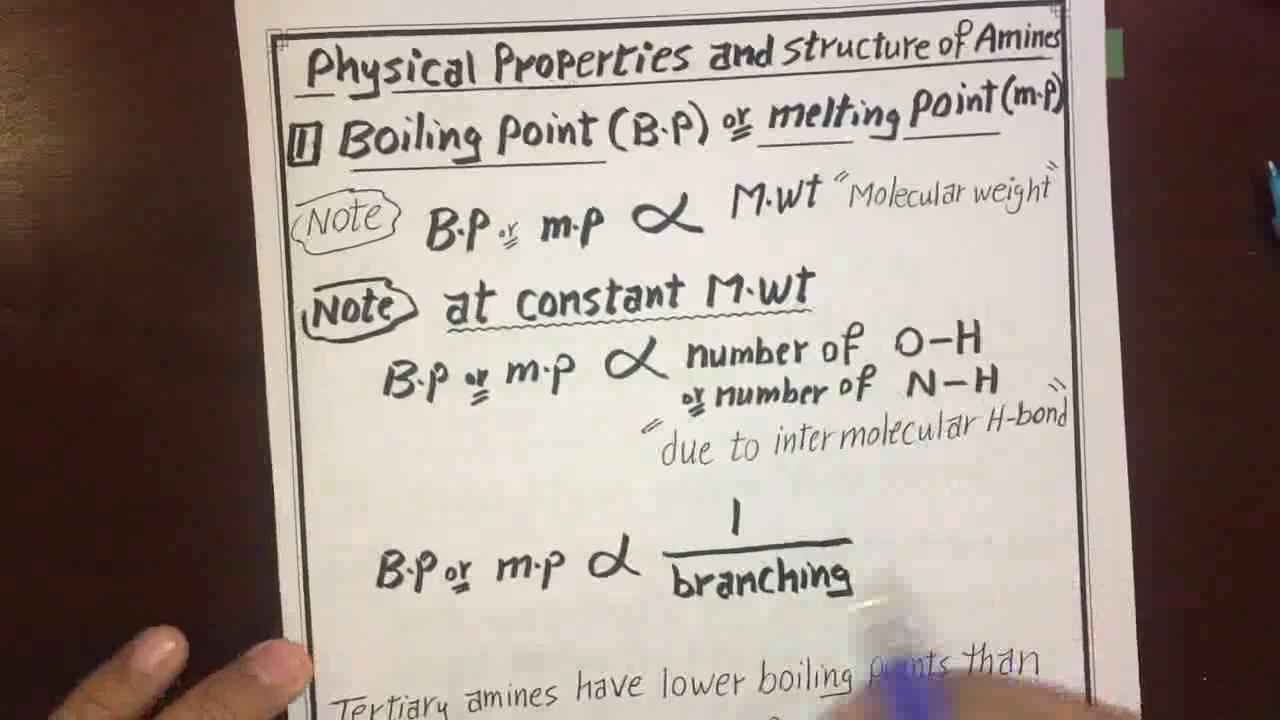 Physical Properties and structure of Amines
1 Boiling point (B.P) or melting point (m.p)
Note B.P or m.p ∝ M.wt "Molecular weight"
Note at constant M.wt
B.p or m.p ∝ number of O-H
or number of N-H
"due to intermolecular H-bond"
1
B.p or m.p ∝ branching
Tertiary amines have lower boiling points than